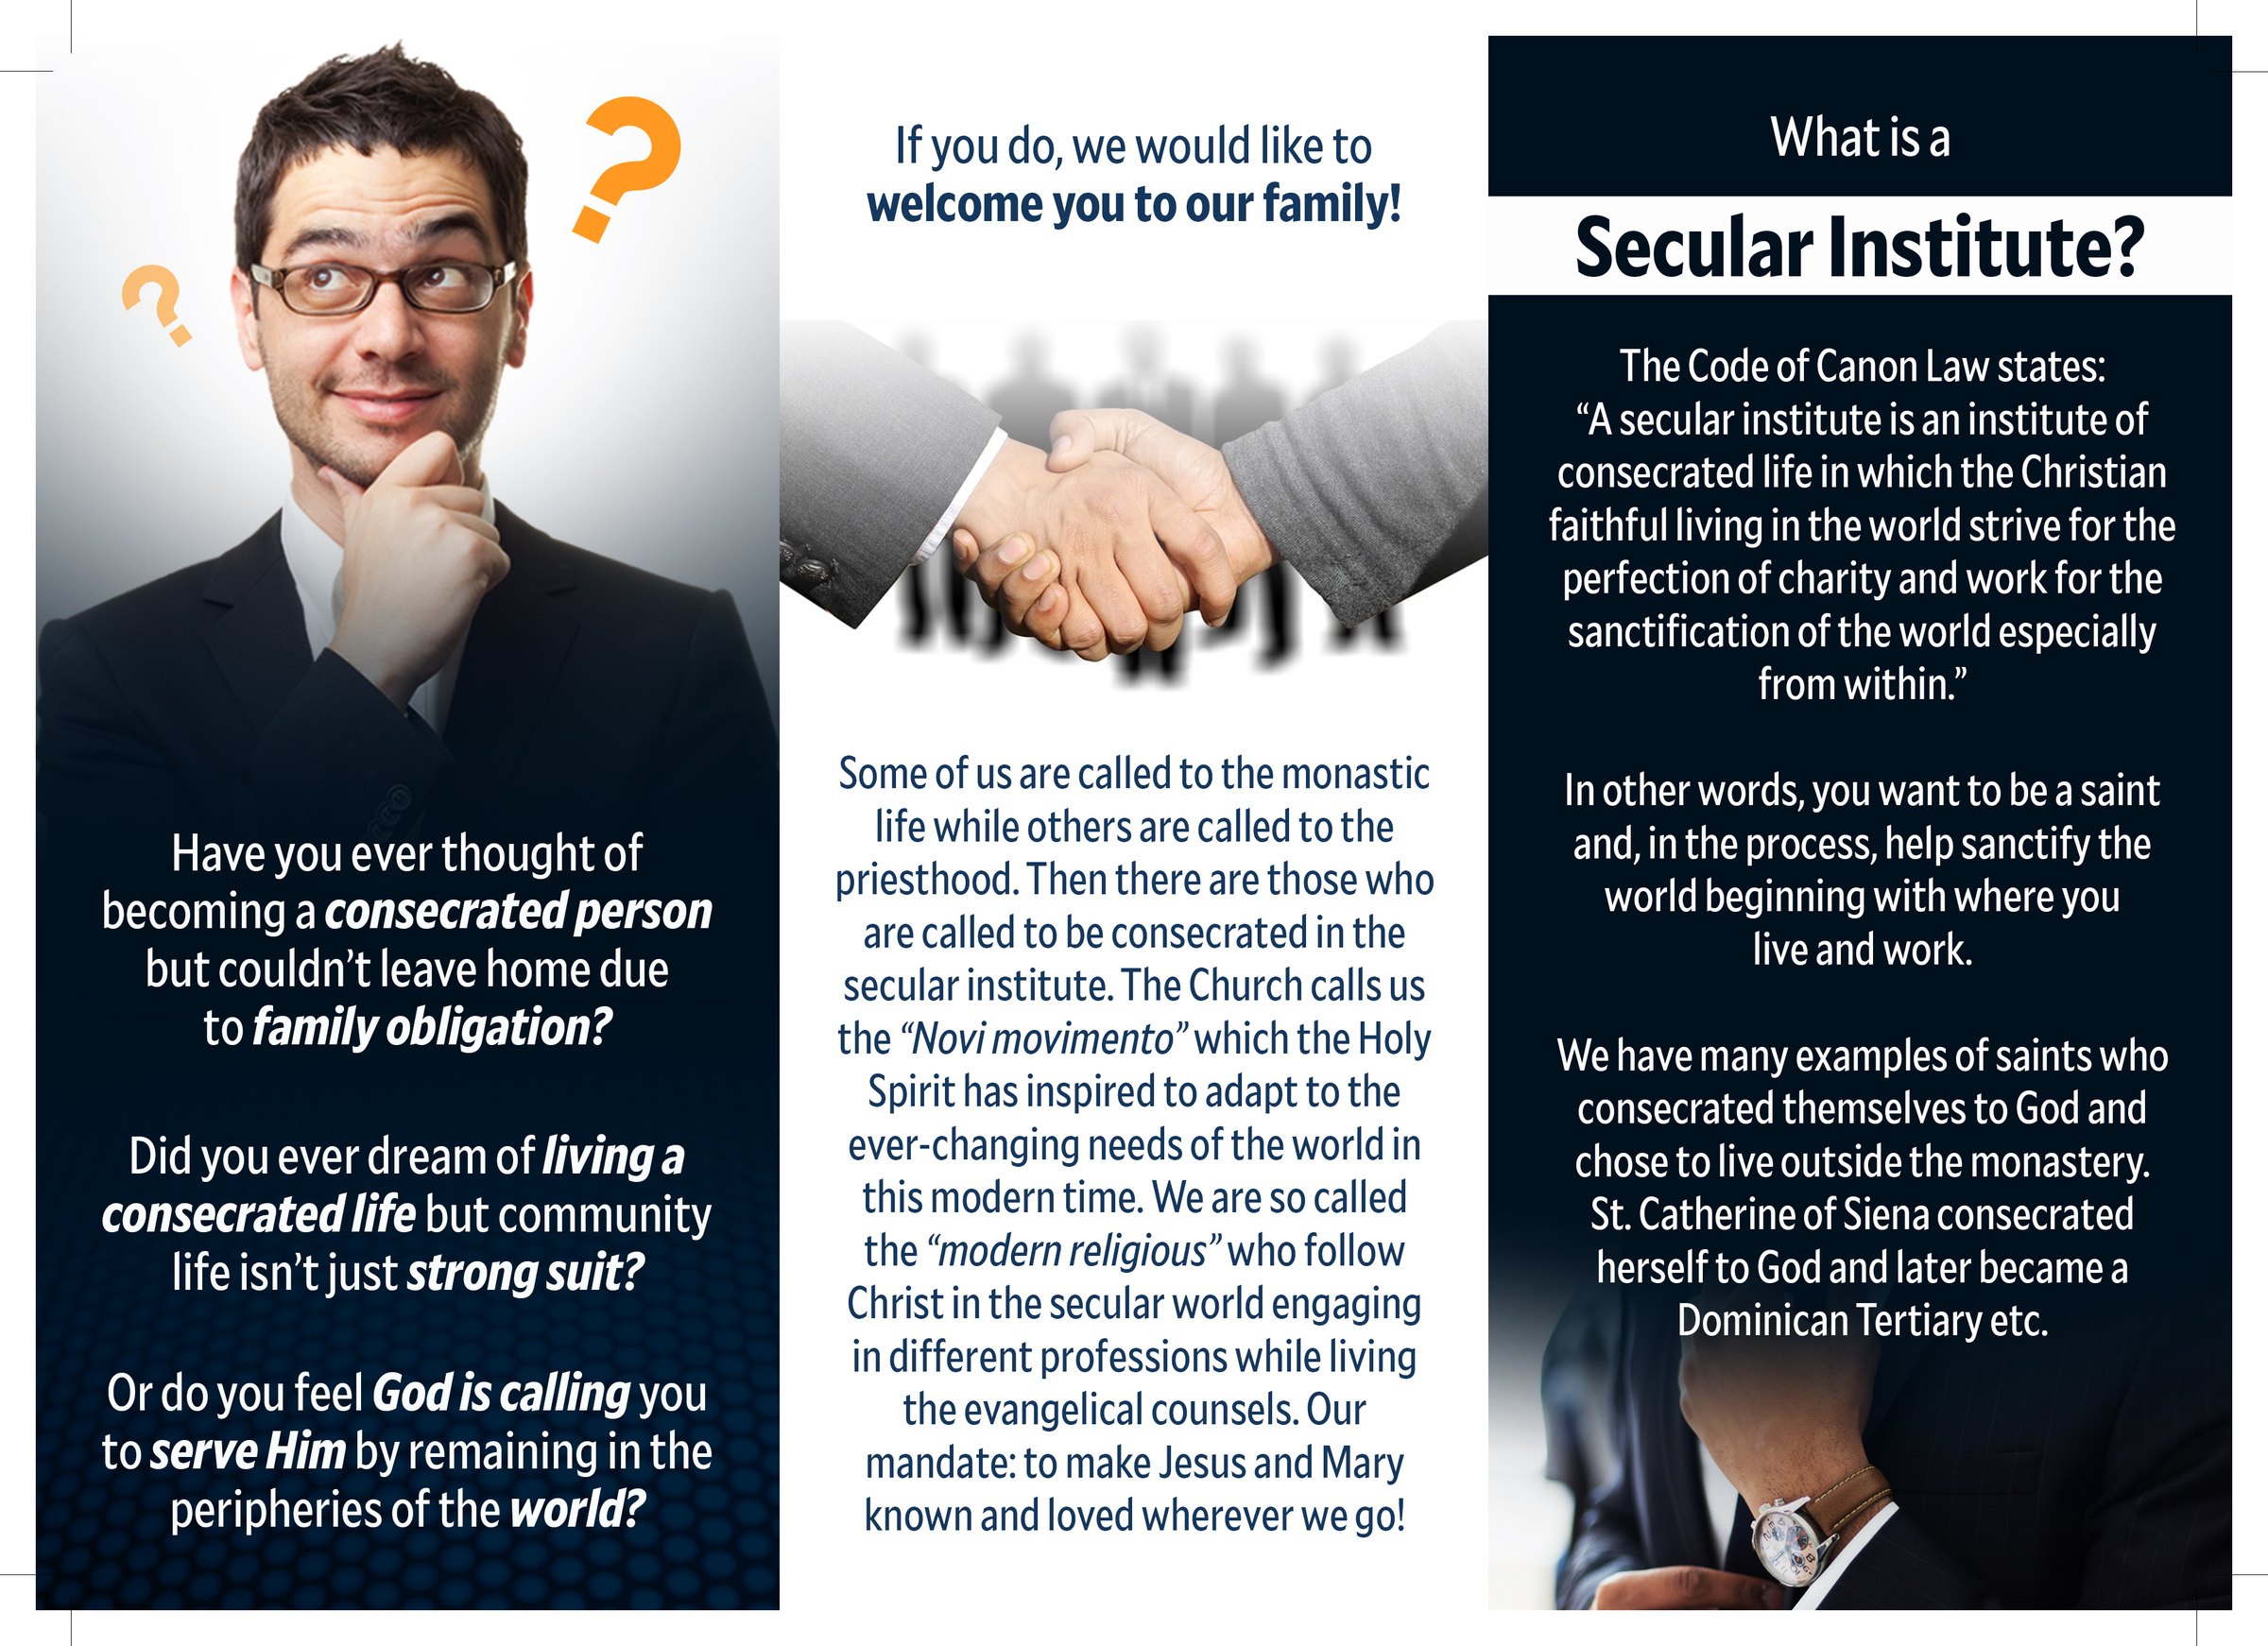 Have you ever thought of
becoming a consecrated person
but couldn’t leave home due
to family obligation?
Did you ever dream of living a
consecrated life but community
life isn’t just strong suit?
Or do you feel God is calling you
to serve Him by remaining in the
peripheries of the world?
If you do, we would like to
welcome you to our family!
Some of us are called to the monastic
life while others are called to the
priesthood. Then there are those who
are called to be consecrated in the
secular institute. The Church calls us
the “Novi movimento” which the Holy
Spirit has inspired to adapt to the
ever-changing needs of the world in
this modern time. We are so called
the “modern religious” who follow
Christ in the secular world engaging
in different professions while living
the evangelical counsels. Our
mandate: to make Jesus and Mary
known and loved wherever we go!
What is a
Secular Institute?
The Code of Canon Law states:
“A secular institute is an institute of
consecrated life in which the Christian
faithful living in the world strive for the
perfection of charity and work for the
sanctification of the world especially
from within.”
In other words, you want to be a saint
and, in the process, help sanctify the
world beginning with where you
live and work.
We have many examples of saints who
consecrated themselves to God and
chose to live outside the monastery.
St. Catherine of Siena consecrated
herself to God and later became a
Dominican Tertiary etc.